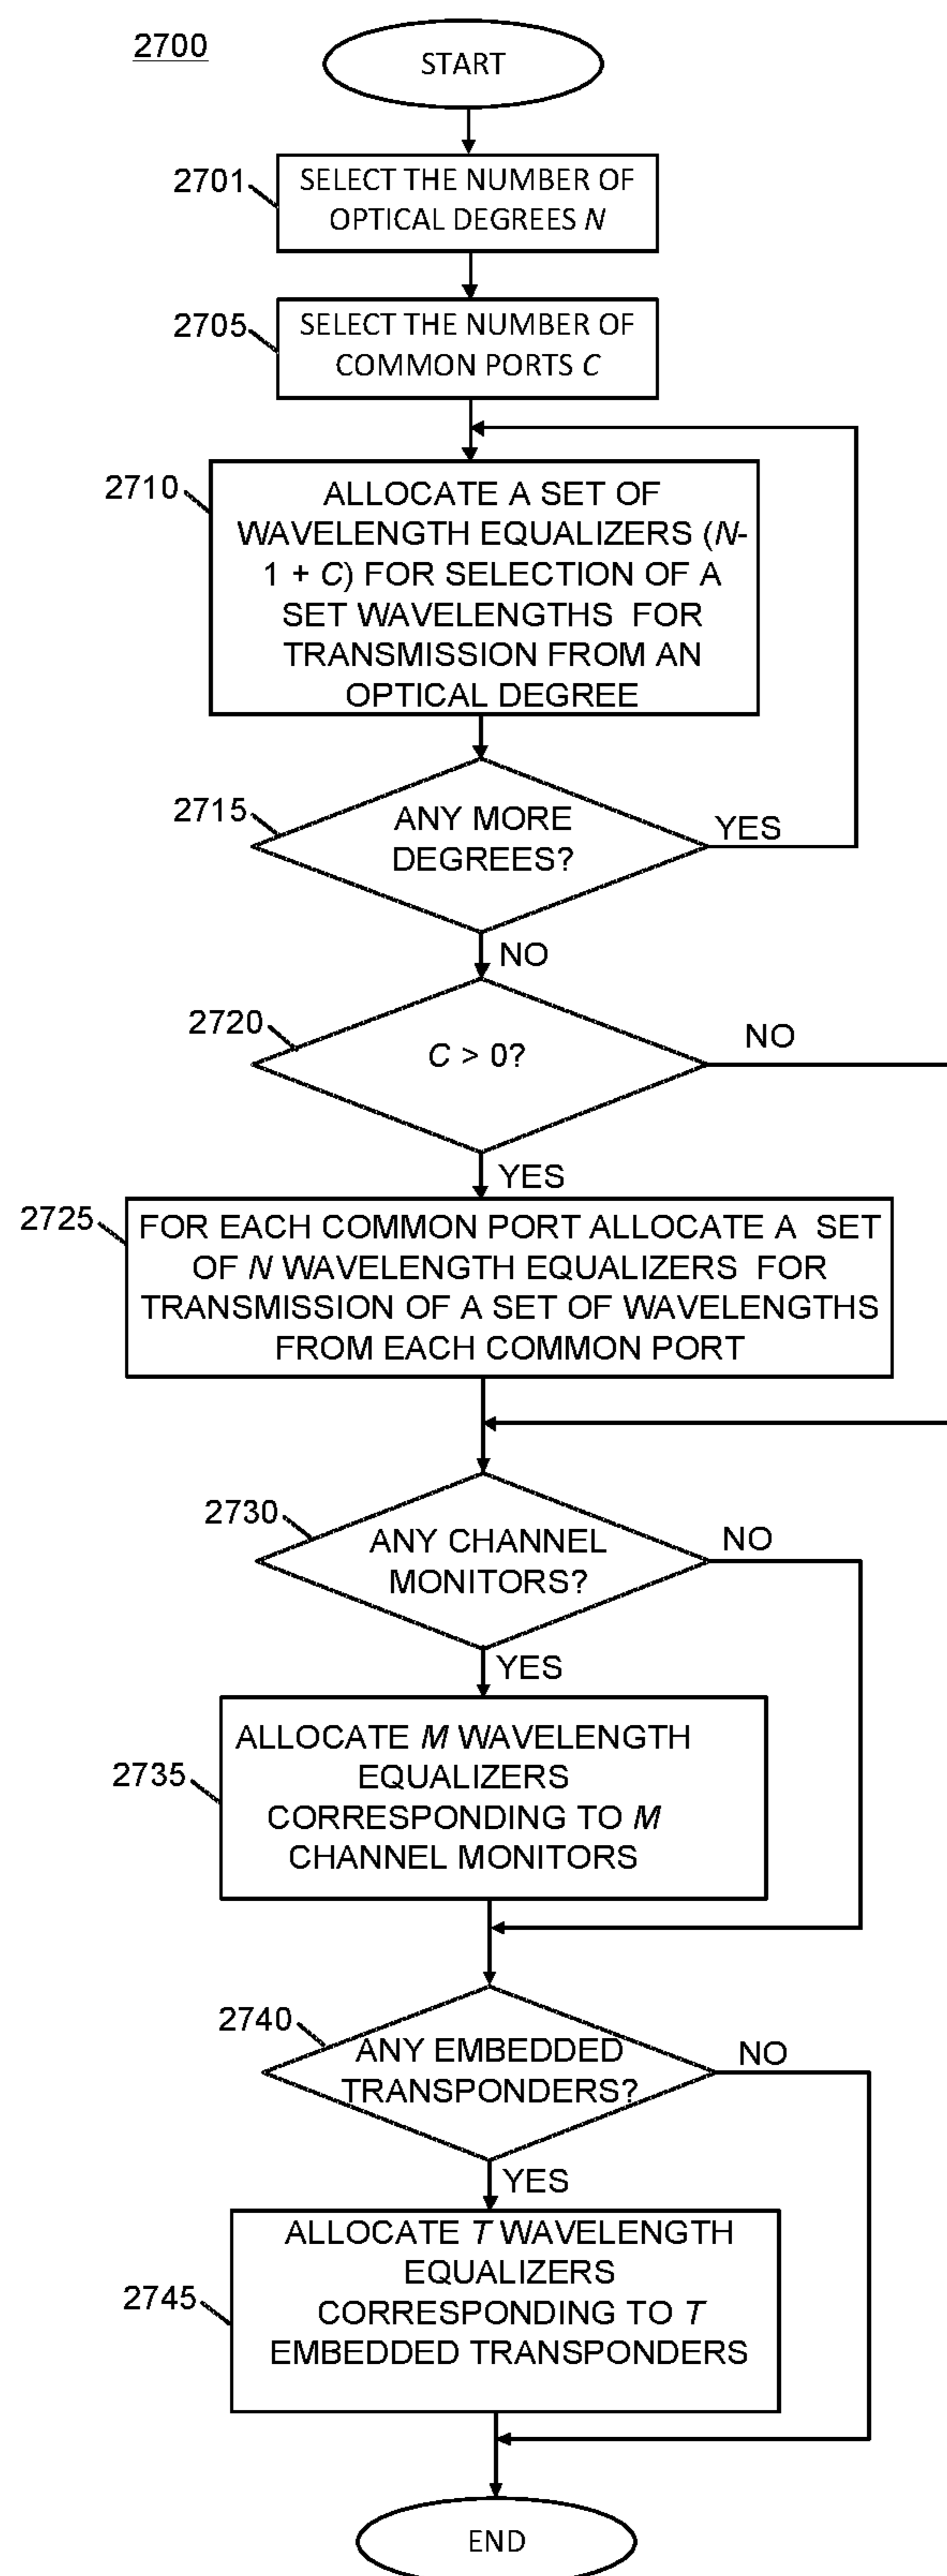 2700
START
2701
SELECT THE NUMBER OF
OPTICAL DEGREES N
2705
SELECT THE NUMBER OF
COMMON PORTS C
2710
ALLOCATE A SET OF
WAVELENGTH EQUALIZERS (N-
1 + C) FOR SELECTION OF A
SET WAVELENGTHS FOR
TRANSMISSION FROM AN
OPTICAL DEGREE
2715
ANY MORE
DEGREES?
YES
NO
2720
C > 0?
NO
YES
2725
FOR EACH COMMON PORT ALLOCATE A SET
OF N WAVELENGTH EQUALIZERS FOR
TRANSMISSION OF A SET OF WAVELENGTHS
FROM EACH COMMON PORT
2730
ANY CHANNEL
MONITORS?
NO
YES
2735
ALLOCATE M WAVELENGTH
EQUALIZERS
CORRESPONDING TO M
CHANNEL MONITORS
2740
ANY EMBEDDED
TRANSPONDERS?
NO
YES
2745
ALLOCATE T WAVELENGTH
EQUALIZERS
CORRESPONDING TO T
EMBEDDED TRANSPONDERS
END